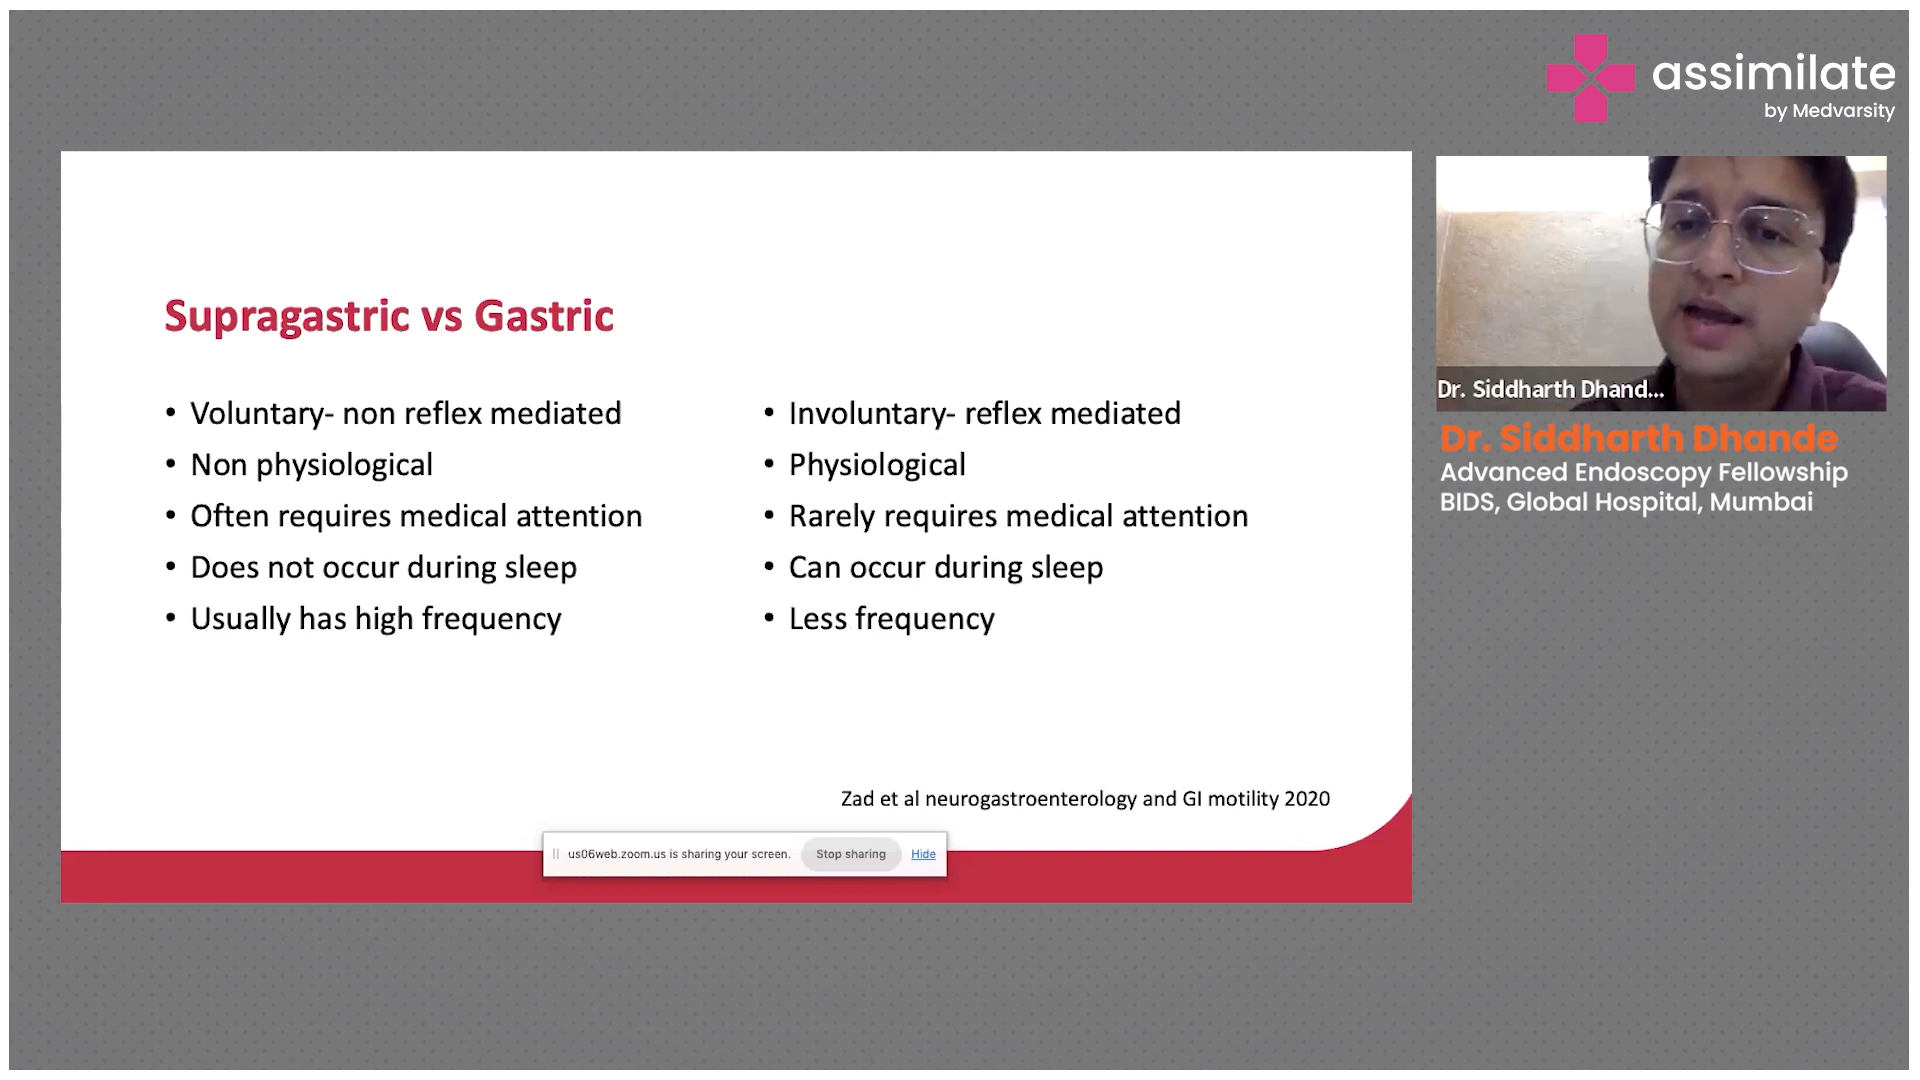 assimilate
by Medvarsity
Supragastric vs Gastric
• Voluntary- non reflex mediated
• Non physiological
• Often requires medical attention
• Does not occur during sleep
• Usually has high frequency
• Involuntary- reflex mediated
• Physiological
• Rarely requires medical attention
• Can occur during sleep
• Less frequency
Zad et al neurogastroenterology and GI motility 2020
us06web.zoom.us is sharing your screen. Stop sharing Hide
Dr. Siddharth Dhand...
Dr. Siddharth Dhande
Advanced Endoscopy Fellowship
BIDS, Global Hospital, Mumbai